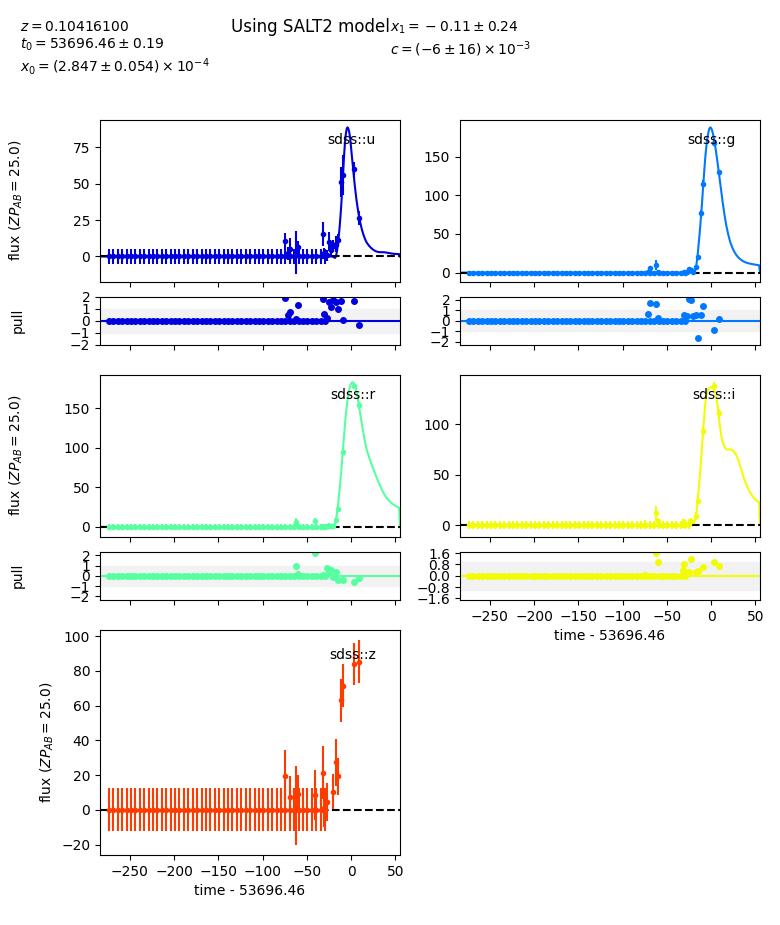 z = 0.10416100
Using SALT2 model
x₁ = −0.11 ± 0.24
t₀ = 53696.46 ± 0.19
c = (−6 ± 16) × 10⁻³
x₀ = (2.847 ± 0.054) × 10⁻⁴
sdss::u
75
50
25
0
flux (ZP_AB = 25.0)
sdss::g
150
100
50
0
2
1
0
−1
−2
pull
2
1
0
−1
−2
sdss::r
150
100
50
0
flux (ZP_AB = 25.0)
sdss::i
100
50
0
2
1
0
−1
−2
pull
1.6
0.8
0.0
−0.8
−1.6
−250 −200 −150 −100 −50 0 50
time - 53696.46
sdss::z
100
80
60
40
20
0
−20
flux (ZP_AB = 25.0)
−250 −200 −150 −100 −50 0 50
time - 53696.46